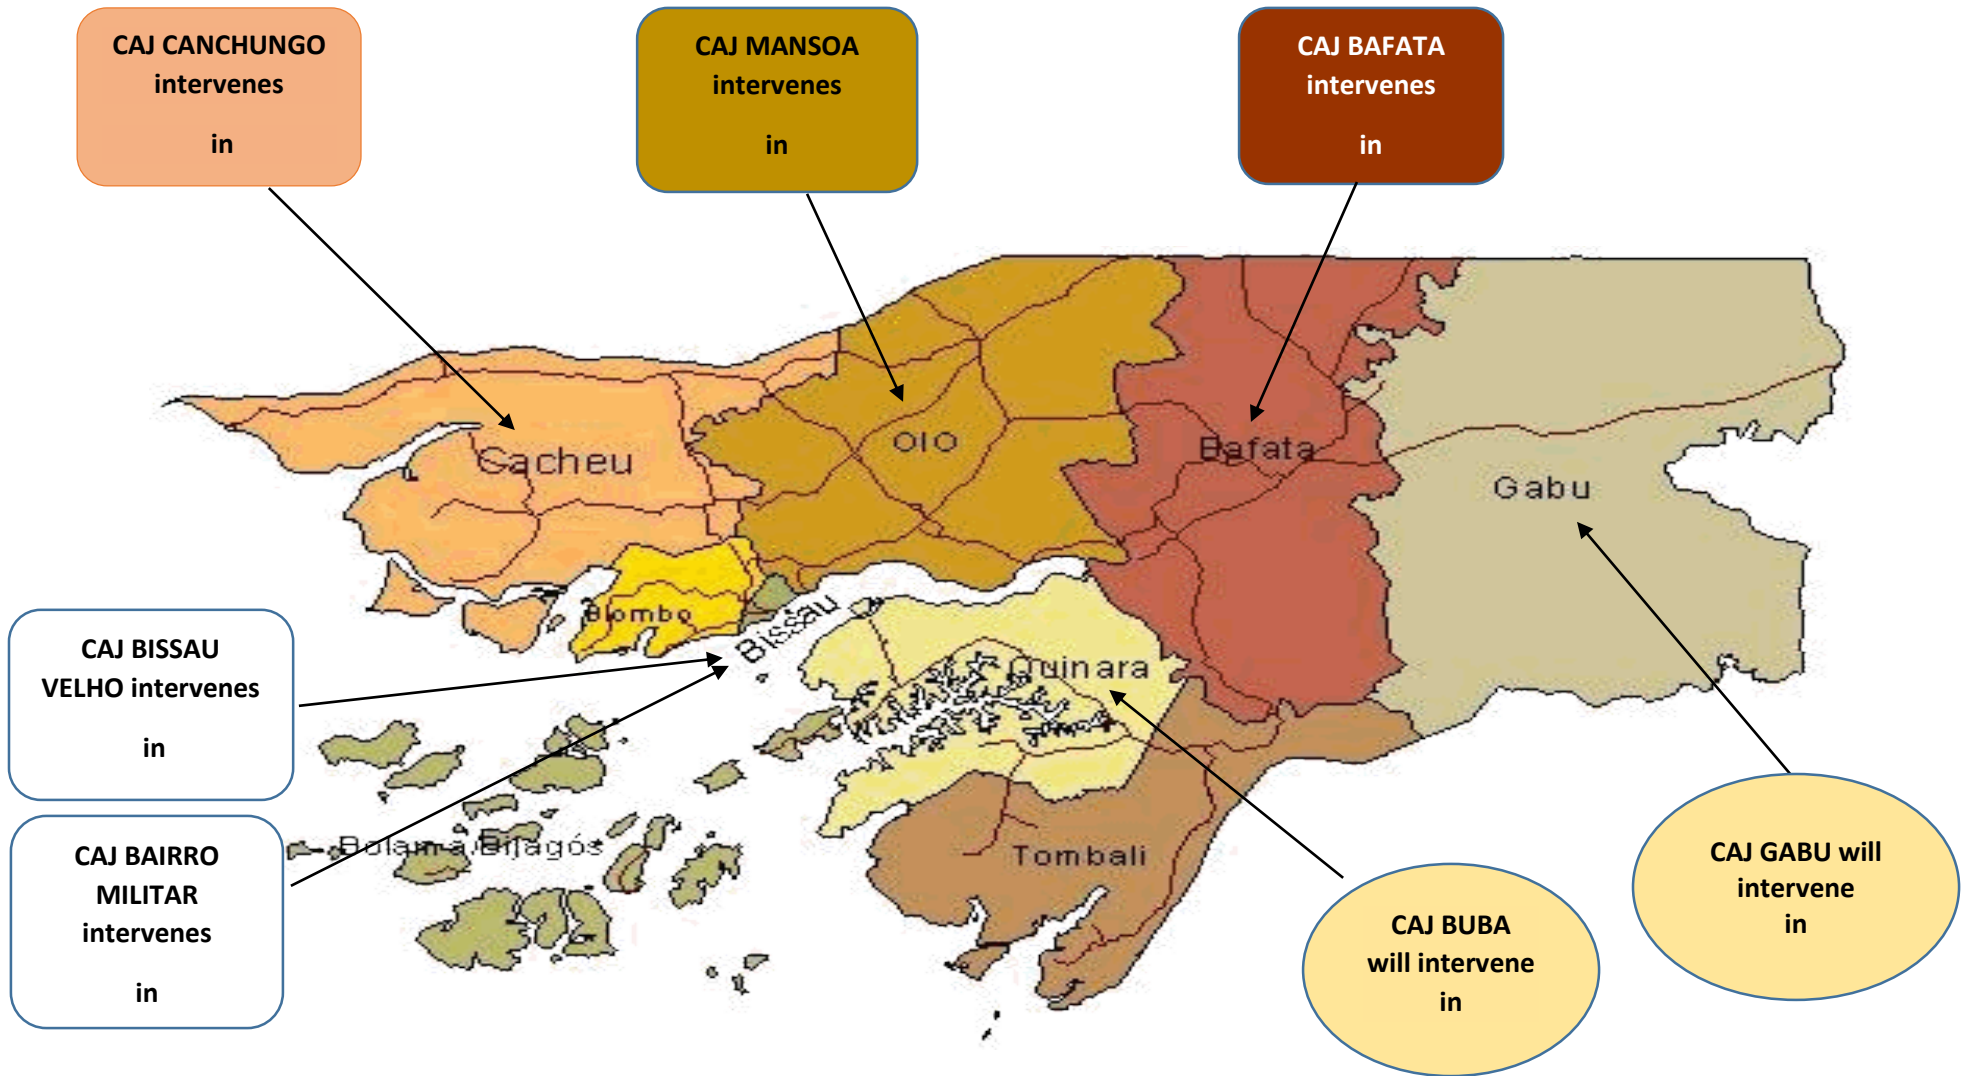 CAJ CANCHUNGO
intervenes
in
CAJ MANSOA
intervenes
in
CAJ BAFATA
intervenes
in
Cacheu
OIO
Bafata
Gabu
Biombo
Bissau
Quinara
Bolama/Bijagós
Tombali
CAJ BISSAU
VELHO intervenes
in
CAJ BAIRRO
MILITAR
intervenes
in
CAJ BUBA
will intervene
in
CAJ GABU will
intervene
in